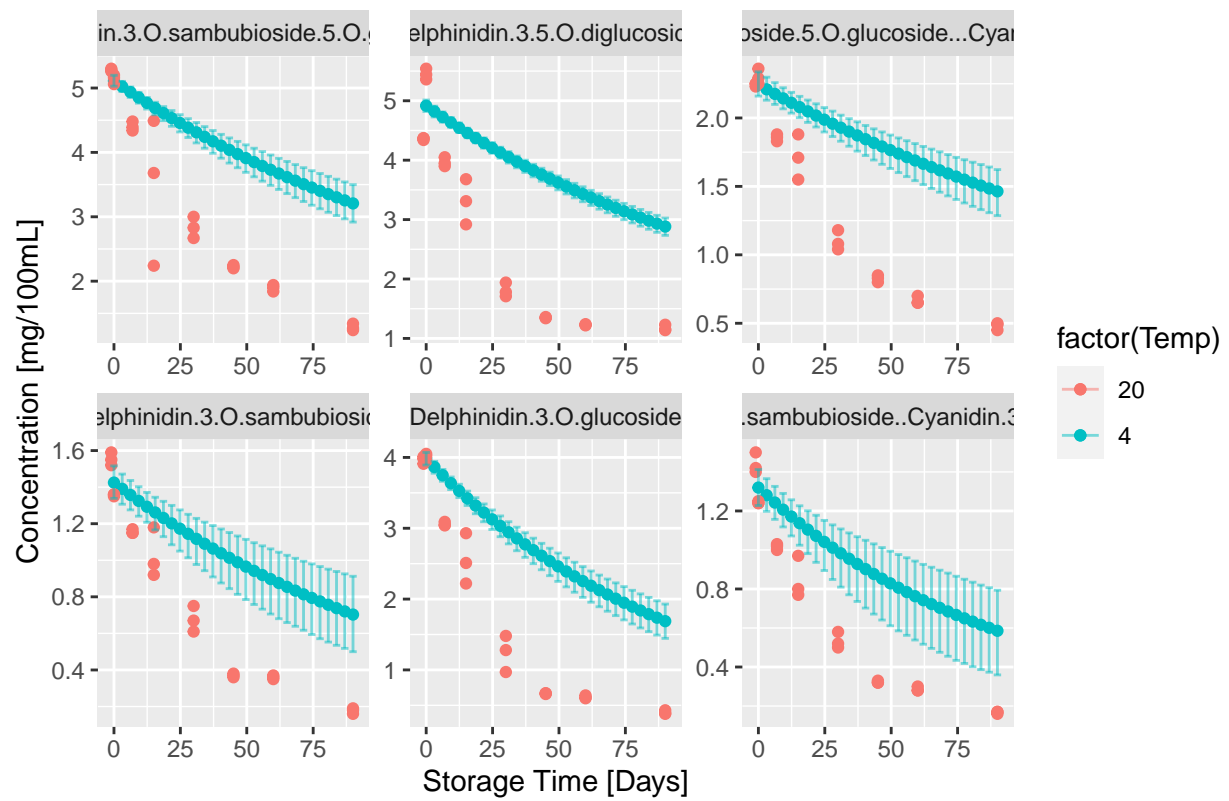 in.3.O.sambubioside.5.O.g
elphinidin.3.5.O.diglucosid
oside.5.O.glucoside...Cyan
5
4
3
2
0 25 50 75
5
4
3
2
1
0 25 50 75
2.0
1.5
1.0
0.5
0 25 50 75
elphinidin.3.O.sambubiosid
Delphinidin.3.O.glucoside
.sambubioside..Cyanidin.3
1.6
1.2
0.8
0.4
0 25 50 75
4
3
2
1
0 25 50 75
1.2
0.8
0.4
0 25 50 75
Concentration [mg/100mL]
Storage Time [Days]
factor(Temp)
20
4